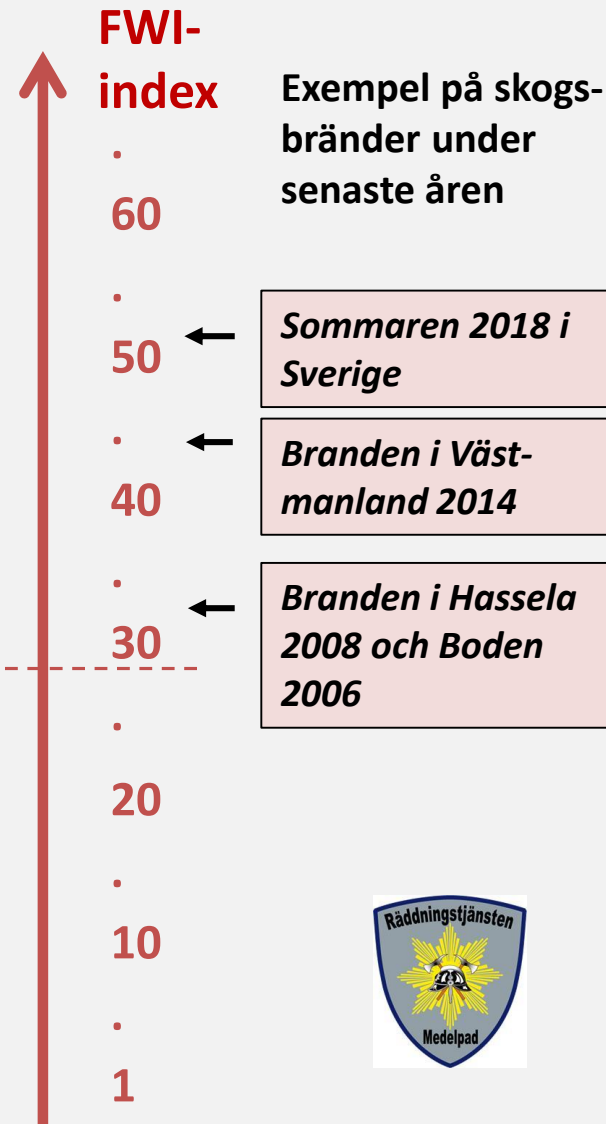 FWI-
index
Exempel på skogs-
bränder under
senaste åren
.
60
.
50
.
40
.
30
.
20
.
10
.
1
Sommaren 2018 i
Sverige
Branden i Väst-
manland 2014
Branden i Hassela
2008 och Boden
2006
Räddningstjänsten
Medelpad